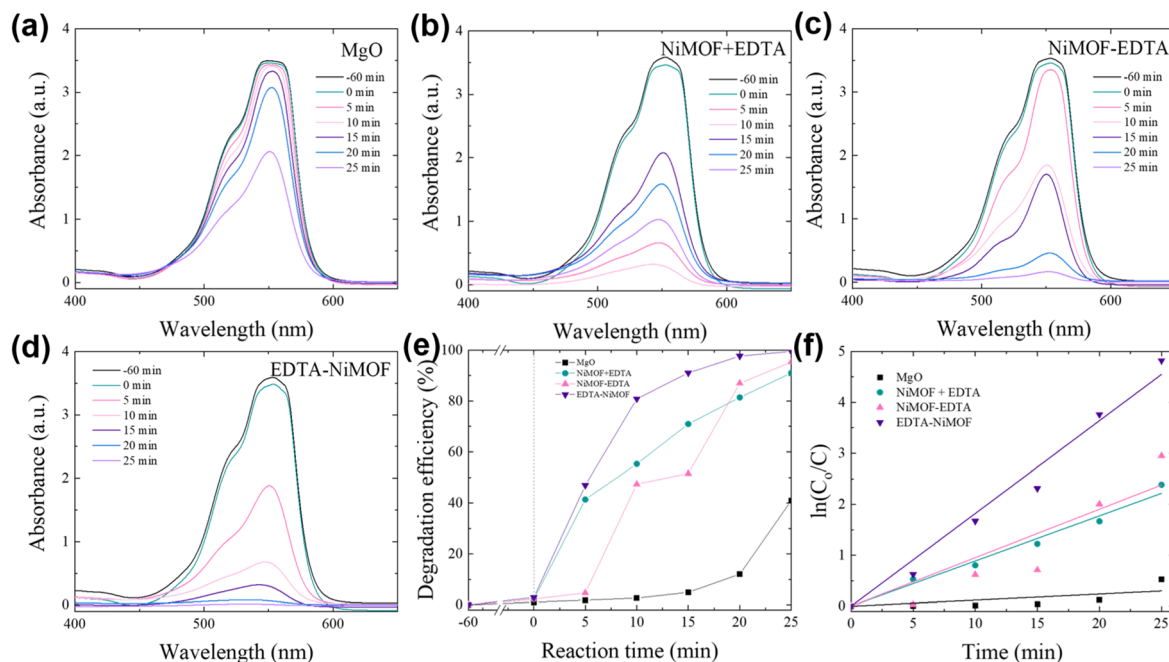 (a)
MgO
-60 min
0 min
5 min
10 min
15 min
20 min
25 min
Absorbance (a.u.)
4
3
2
1
0
400
500
600
Wavelength (nm)
(b)
NiMOF+EDTA
-60 min
0 min
5 min
10 min
15 min
20 min
25 min
Absorbance (a.u.)
4
3
2
1
0
400
500
600
Wavelength (nm)
(c)
NiMOF-EDTA
-60 min
0 min
5 min
10 min
15 min
20 min
25 min
Absorbance (a.u.)
4
3
2
1
0
400
500
600
Wavelength (nm)
(d)
EDTA-NiMOF
-60 min
0 min
5 min
10 min
15 min
20 min
25 min
Absorbance (a.u.)
4
3
2
1
0
400
500
600
Wavelength (nm)
(e)
MgO
NiMOF+EDTA
NiMOF-EDTA
EDTA-NiMOF
Degradation efficiency (%)
100
80
60
40
20
0
-60
0
5
10
15
20
25
Reaction time (min)
(f)
MgO
NiMOF + EDTA
NiMOF-EDTA
EDTA-NiMOF
ln(Co/C)
5
4
3
2
1
0
0
5
10
15
20
25
Time (min)